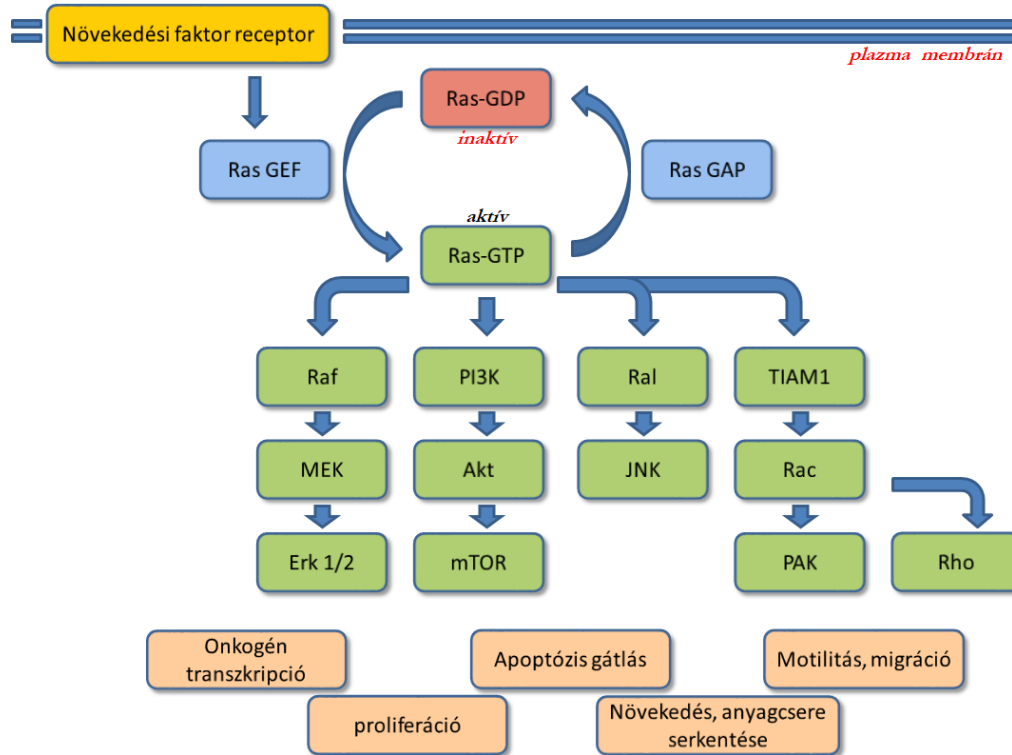 Növekedési faktor receptor
plazma membrán
Ras-GDP
inaktív
Ras GEF
Ras GAP
aktív
Ras-GTP
Raf
PI3K
Ral
TIAM1
MEK
Akt
JNK
Rac
Erk 1/2
mTOR
PAK
Rho
Onkogén
transzkripció
Apoptózis gátlás
Motilitás, migráció
proliferáció
Növekedés, anyagcsere
serkentése